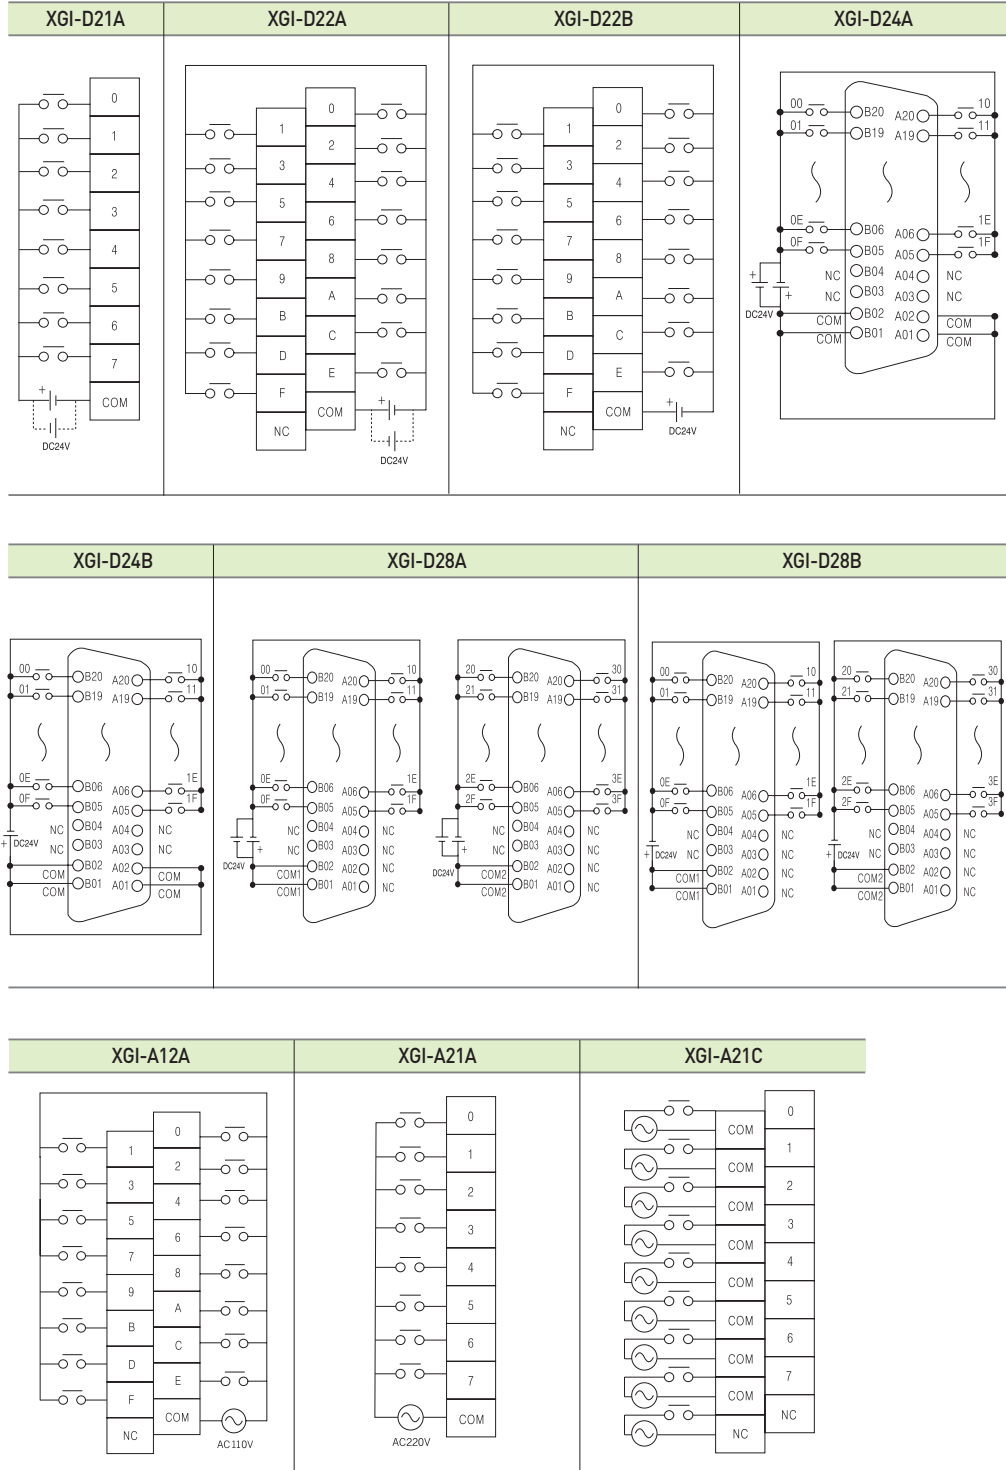 XGI-D21A XGI-D22A XGI-D22B XGI-D24A
0
1
2
3
4
5
6
7
COM
+
DC24V
0
1
2
3
4
5
6
7
8
9
A
B
C
D
E
F
COM
NC
+
DC24V
0
1
2
3
4
5
6
7
8
9
A
B
C
D
E
F
COM
NC
+
DC24V
00 B20 A20 10
01 B19 A19 11
0E B06 A06 1E
0F B05 A05 1F
NC B04 A04 NC
NC B03 A03 NC
+
+
DC24V
COM B02 A02 COM
COM B01 A01 COM
XGI-D24B XGI-D28A XGI-D28B
00 B20 A20 10
01 B19 A19 11
0E B06 A06 1E
0F B05 A05 1F
NC B04 A04 NC
NC B03 A03 NC
+ DC24V
COM B02 A02 COM
COM B01 A01 COM
00 B20 A20 10
01 B19 A19 11
0E B06 A06 1E
0F B05 A05 1F
NC B04 A04 NC
NC B03 A03 NC
+
DC24V
COM1 B02 A02 NC
COM1 B01 A01 NC
20 B20 A20 30
21 B19 A19 31
2E B06 A06 3E
2F B05 A05 3F
NC B04 A04 NC
NC B03 A03 NC
+
DC24V
COM2 B02 A02 NC
COM2 B01 A01 NC
00 B20 A20 10
01 B19 A19 11
0E B06 A06 1E
0F B05 A05 1F
NC B04 A04 NC
NC B03 A03 NC
+ DC24V
COM1 B02 A02 NC
COM1 B01 A01 NC
20 B20 A20 30
21 B19 A19 31
2E B06 A06 3E
2F B05 A05 3F
NC B04 A04 NC
NC B03 A03 NC
+ DC24V
COM2 B02 A02 NC
COM2 B01 A01 NC
XGI-A12A XGI-A21A XGI-A21C
0
1
2
3
4
5
6
7
8
9
A
B
C
D
E
F
COM
NC
AC110V
0
1
2
3
4
5
6
7
COM
AC220V
0
COM
1
COM
2
COM
3
COM
4
COM
5
COM
6
COM
7
COM
NC
NC